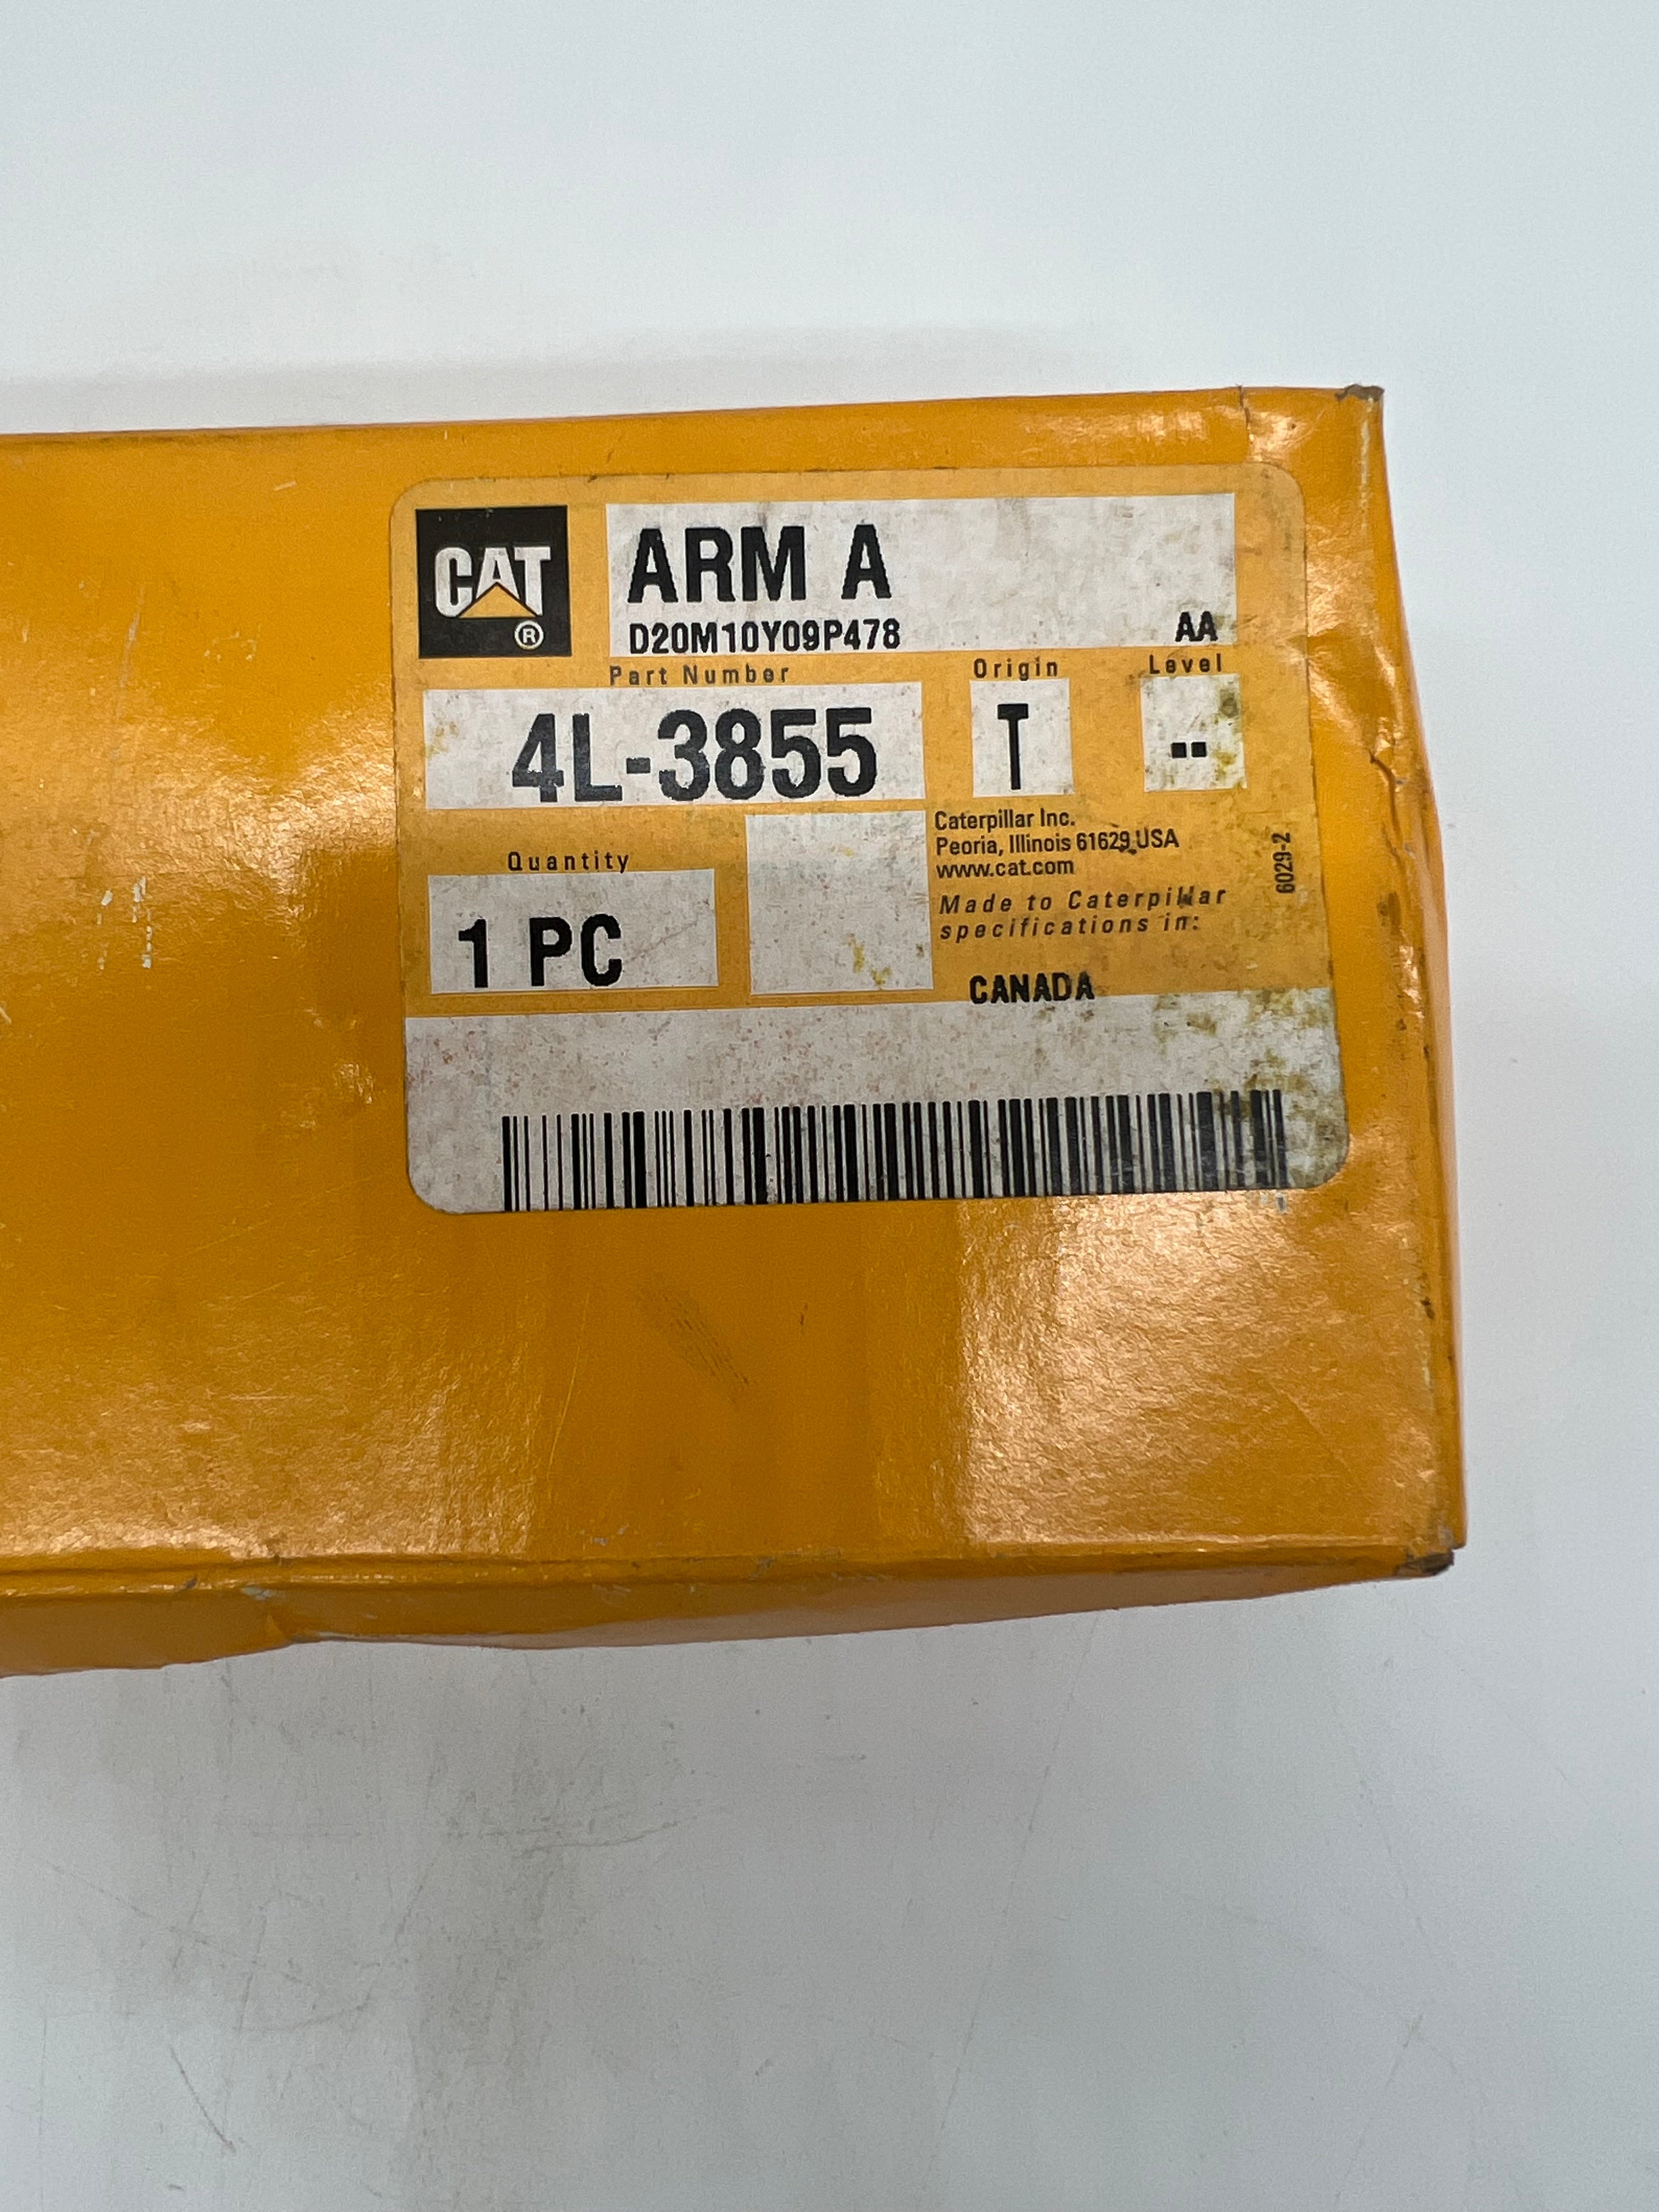 CAT
®
ARM A
D20M10Y09P478 AA
Part Number Origin Level
4L-3855 T --
Caterpillar Inc.
Peoria, Illinois 61629 USA
www.cat.com
Quantity
1 PC
Made to Caterpillar
specifications in:
CANADA
6029-2